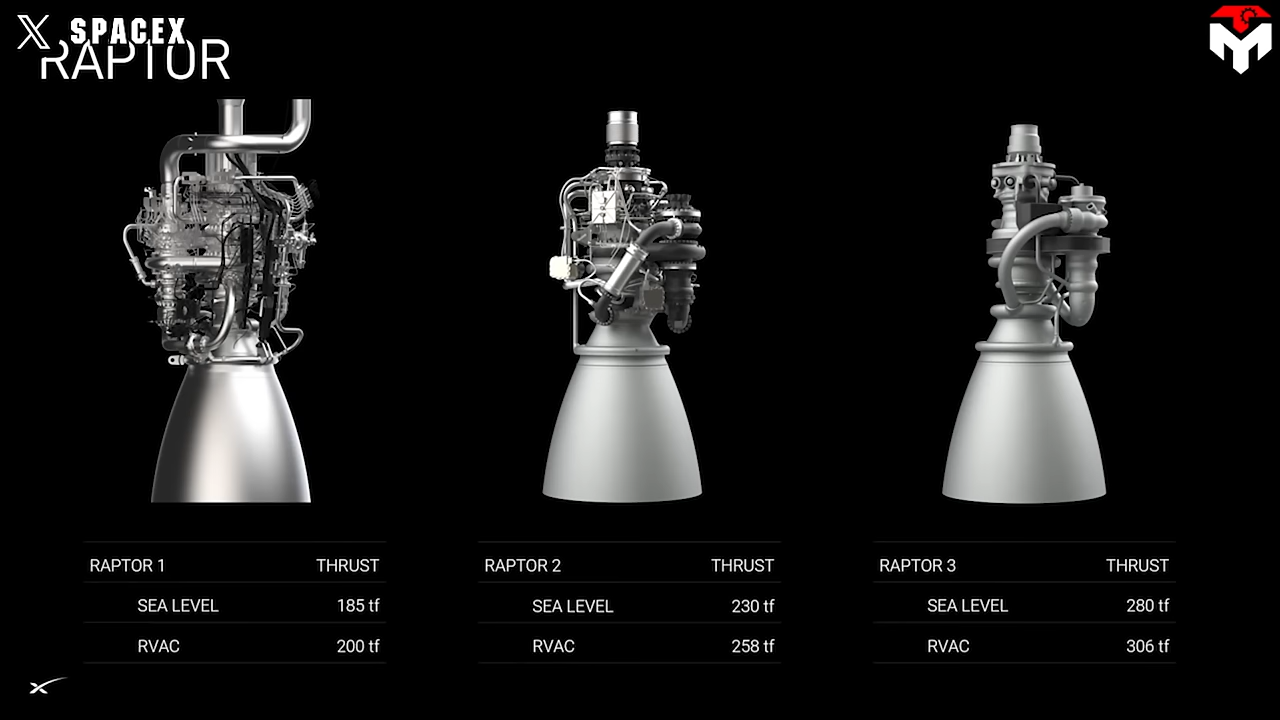 X SPACEX
RAPTOR
RAPTOR 1 THRUST
SEA LEVEL 185 tf
RVAC 200 tf
RAPTOR 2 THRUST
SEA LEVEL 230 tf
RVAC 258 tf
RAPTOR 3 THRUST
SEA LEVEL 280 tf
RVAC 306 tf